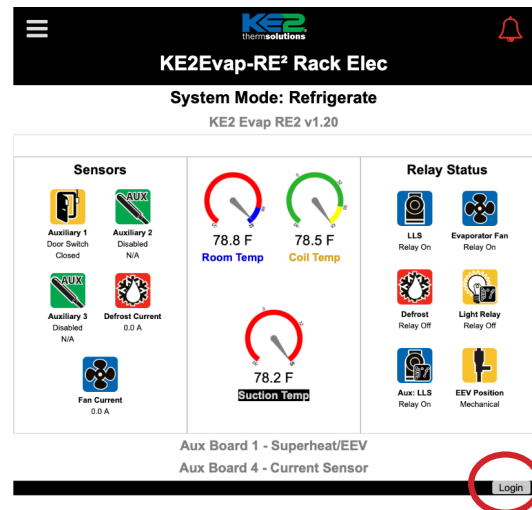 KE2
thermsolutions
KE2Evap-RE² Rack Elec
System Mode: Refrigerate
KE2 Evap RE2 v1.20
Sensors
AUX
Auxiliary 1
Door Switch
Closed
Auxiliary 2
Disabled
N/A
AUX
Auxiliary 3
Disabled
N/A
Defrost Current
0.0 A
Fan Current
0.0 A
78.8 F
Room Temp
78.5 F
Coil Temp
78.2 F
Suction Temp
Relay Status
LLS
Relay On
Evaporator Fan
Relay On
Defrost
Relay Off
Light Relay
Relay Off
Aux: LLS
Relay On
EEV Position
Mechanical
Aux Board 1 - Superheat/EEV
Aux Board 4 - Current Sensor
Login